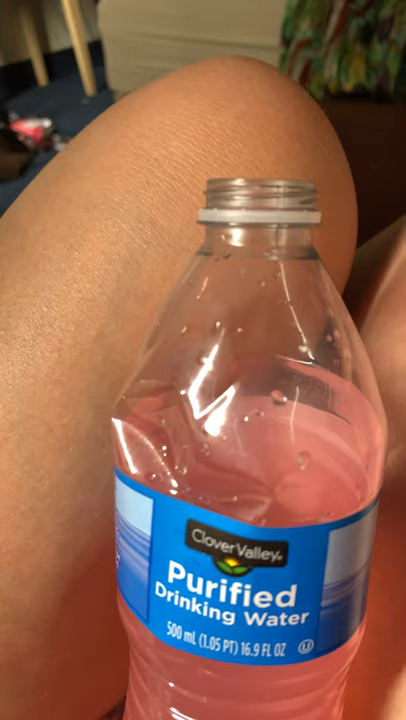 Clover Valley®
Purified
Drinking Water
500 mL (1.05 PT) 16.9 FL OZ U